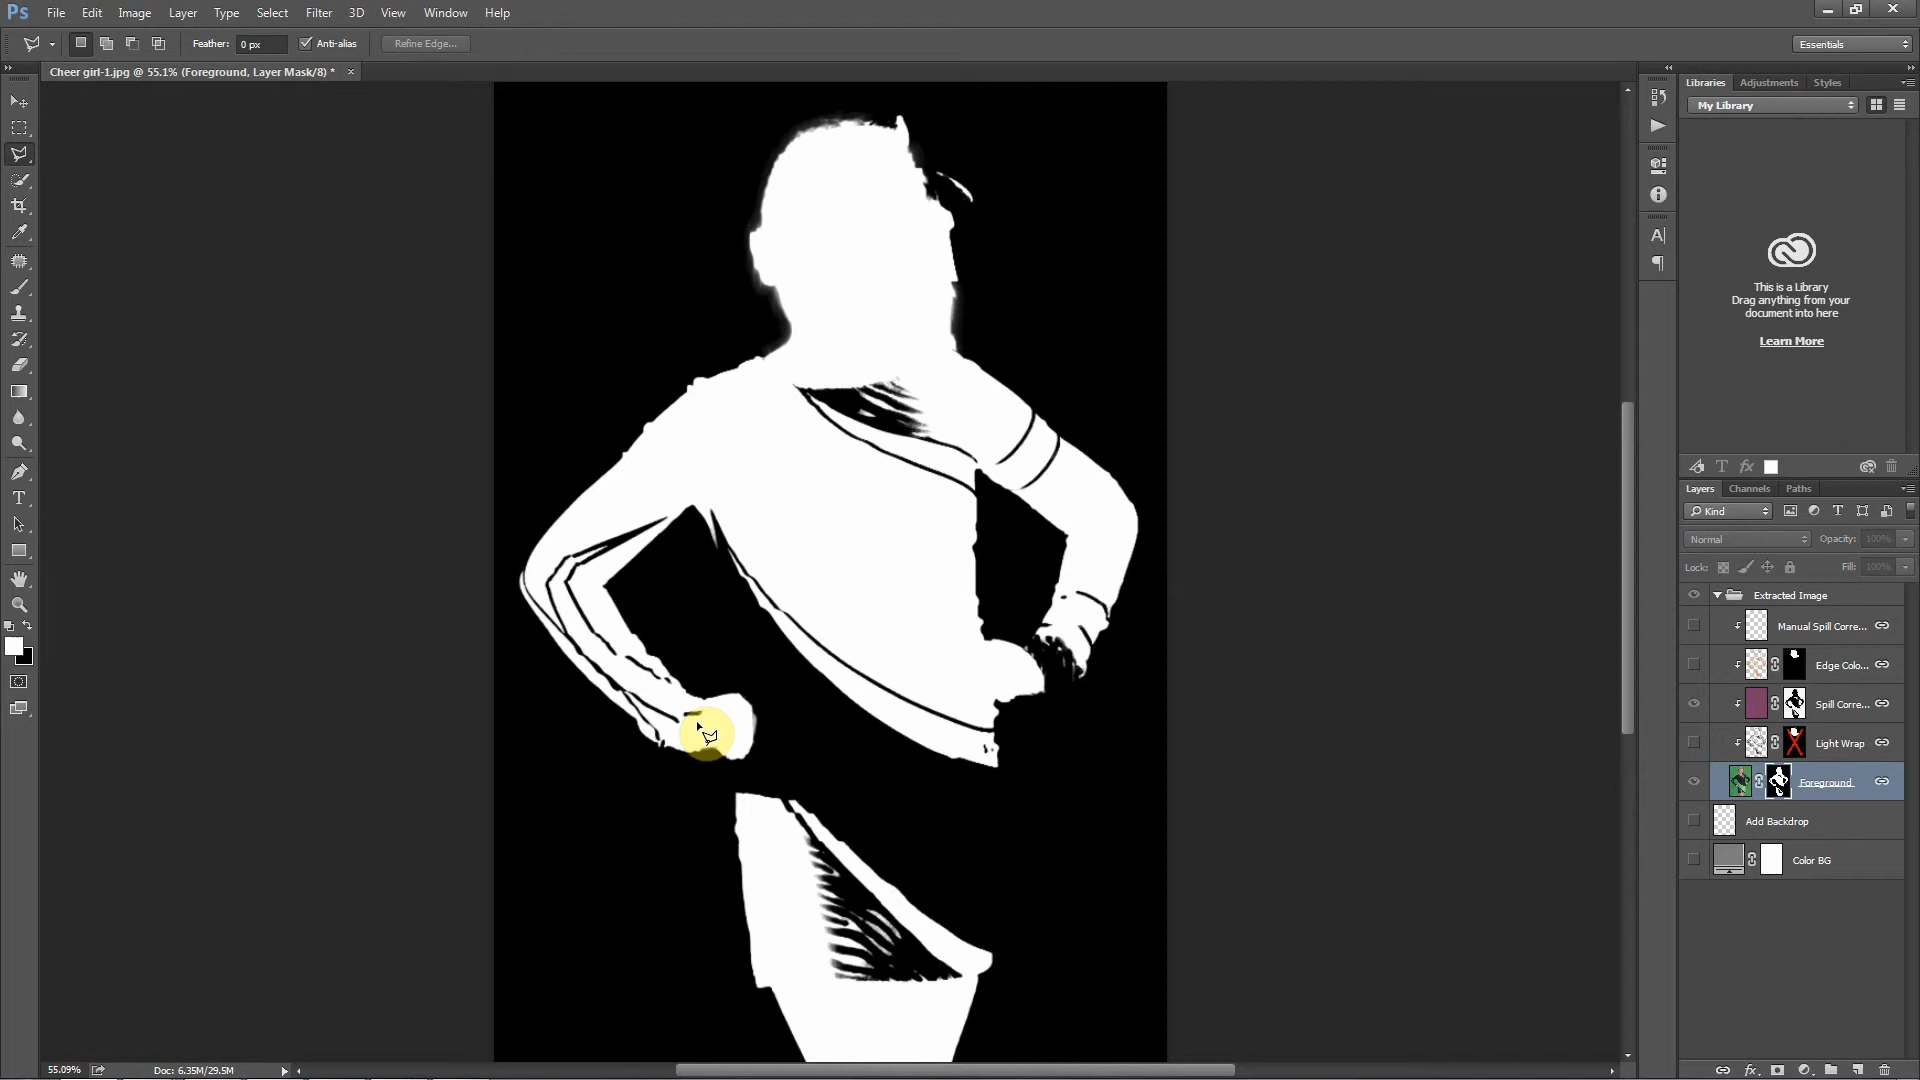 Ps File Edit Image Layer Type Select Filter 3D View Window Help
Feather: 0 px Anti-alias Refine Edge... Essentials
Cheer girl-1.jpg @ 55.1% (Foreground, Layer Mask/8) * ×
Libraries Adjustments Styles
My Library
This is a Library
Drag anything from your
document into here
Learn More
Layers Channels Paths
Kind
Normal Opacity: 100%
Lock: Fill: 100%
Extracted Image
Manual Spill Corre...
Edge Colo...
Spill Corre...
Light Wrap
Foreground
Add Backdrop
Color BG
55.09% Doc: 6.35M/29.5M